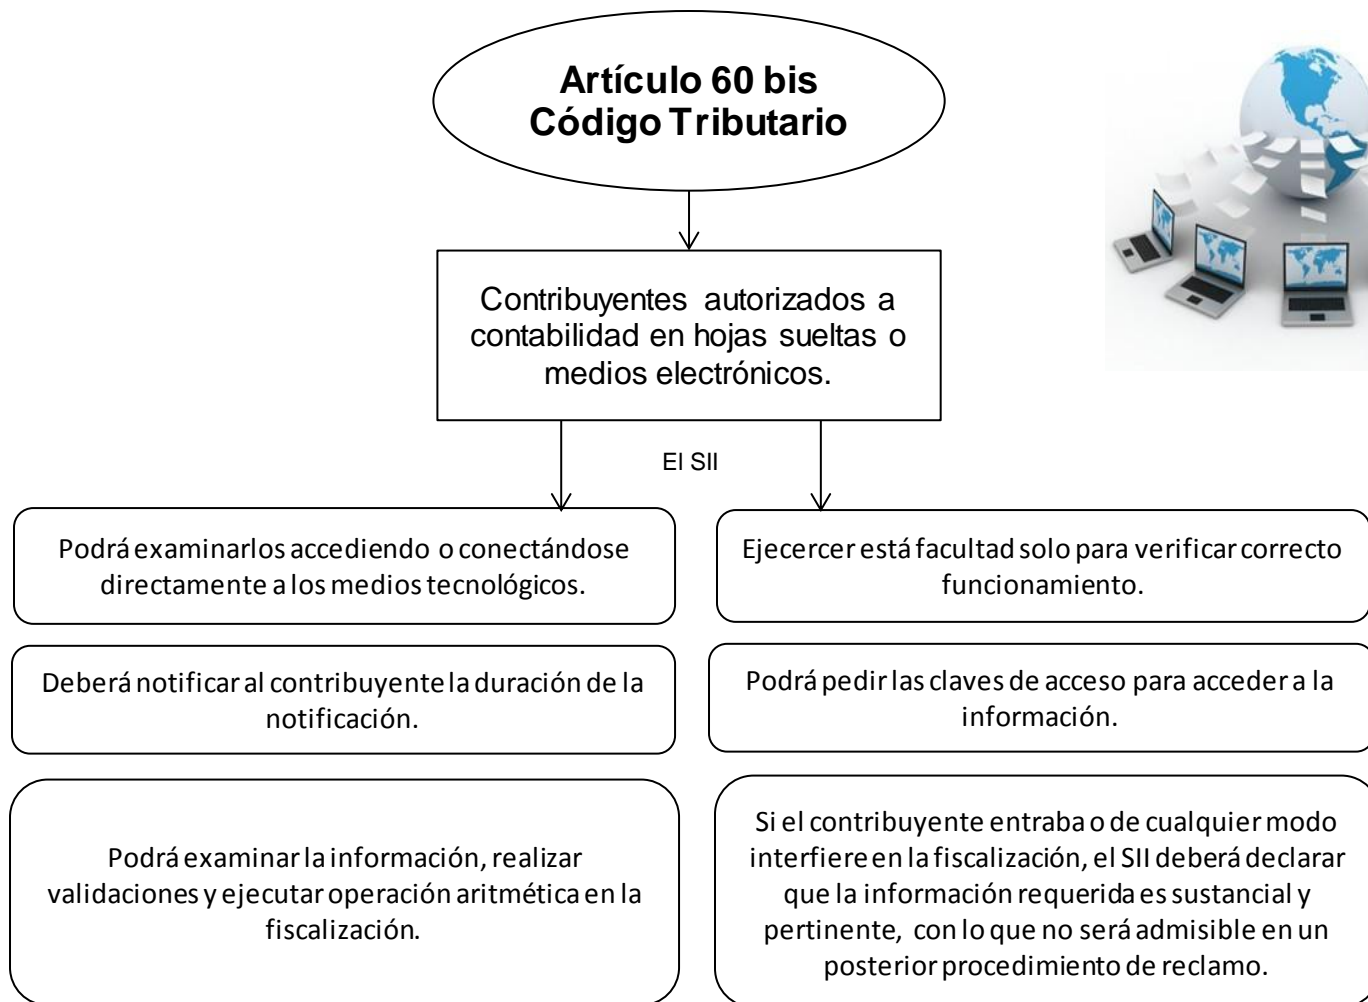 Artículo 60 bis
Código Tributario
Contribuyentes autorizados a
contabilidad en hojas sueltas o
medios electrónicos.
El SII
Podrá examinarlos accediendo o conectándose
directamente a los medios tecnológicos.
Ejecercer está facultad solo para verificar correcto
funcionamiento.
Deberá notificar al contribuyente la duración de la
notificación.
Podrá pedir las claves de acceso para acceder a la
información.
Podrá examinar la información, realizar
validaciones y ejecutar operación aritmética en la
fiscalización.
Si el contribuyente entraba o de cualquier modo
interfiere en la fiscalización, el SII deberá declarar
que la información requerida es sustancial y
pertinente, con lo que no será admisible en un
posterior procedimiento de reclamo.